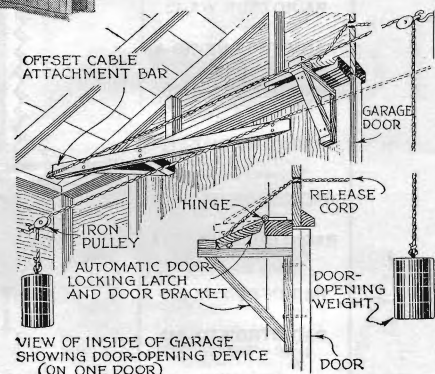 OFFSET CABLE
ATTACHMENT BAR
GARAGE
DOOR
HINGE
RELEASE
CORD
IRON
PULLEY
AUTOMATIC DOOR
LOCKING LATCH
AND DOOR BRACKET
DOOR-
OPENING
WEIGHT
VIEW OF INSIDE OF GARAGE
SHOWING DOOR-OPENING DEVICE
(ON ONE DOOR)
DOOR